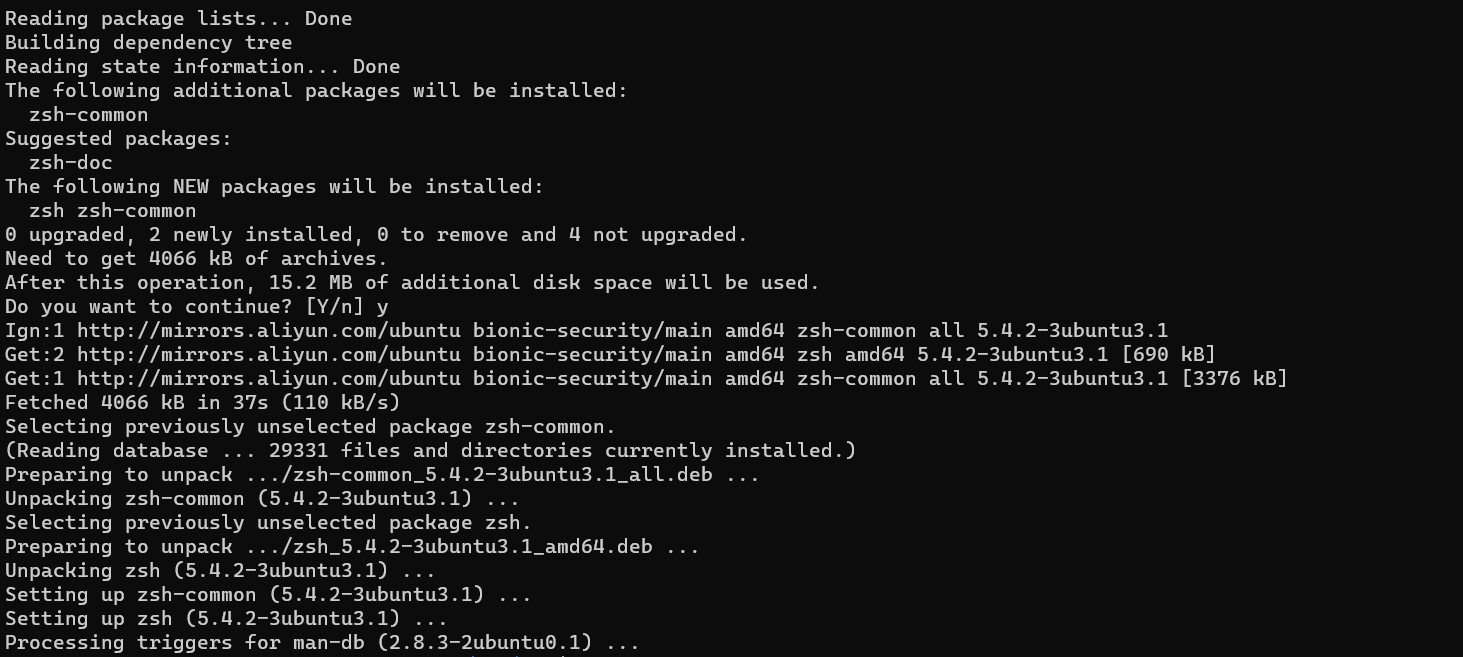 Reading package lists... Done
Building dependency tree
Reading state information... Done
The following additional packages will be installed:
  zsh-common
Suggested packages:
  zsh-doc
The following NEW packages will be installed:
  zsh zsh-common
0 upgraded, 2 newly installed, 0 to remove and 4 not upgraded.
Need to get 4066 kB of archives.
After this operation, 15.2 MB of additional disk space will be used.
Do you want to continue? [Y/n] y
Ign:1 http://mirrors.aliyun.com/ubuntu bionic-security/main amd64 zsh-common all 5.4.2-3ubuntu3.1
Get:2 http://mirrors.aliyun.com/ubuntu bionic-security/main amd64 zsh amd64 5.4.2-3ubuntu3.1 [690 kB]
Get:1 http://mirrors.aliyun.com/ubuntu bionic-security/main amd64 zsh-common all 5.4.2-3ubuntu3.1 [3376 kB]
Fetched 4066 kB in 37s (110 kB/s)
Selecting previously unselected package zsh-common.
(Reading database ... 29331 files and directories currently installed.)
Preparing to unpack .../zsh-common_5.4.2-3ubuntu3.1_all.deb ...
Unpacking zsh-common (5.4.2-3ubuntu3.1) ...
Selecting previously unselected package zsh.
Preparing to unpack .../zsh_5.4.2-3ubuntu3.1_amd64.deb ...
Unpacking zsh (5.4.2-3ubuntu3.1) ...
Setting up zsh-common (5.4.2-3ubuntu3.1) ...
Setting up zsh (5.4.2-3ubuntu3.1) ...
Processing triggers for man-db (2.8.3-2ubuntu0.1) ...